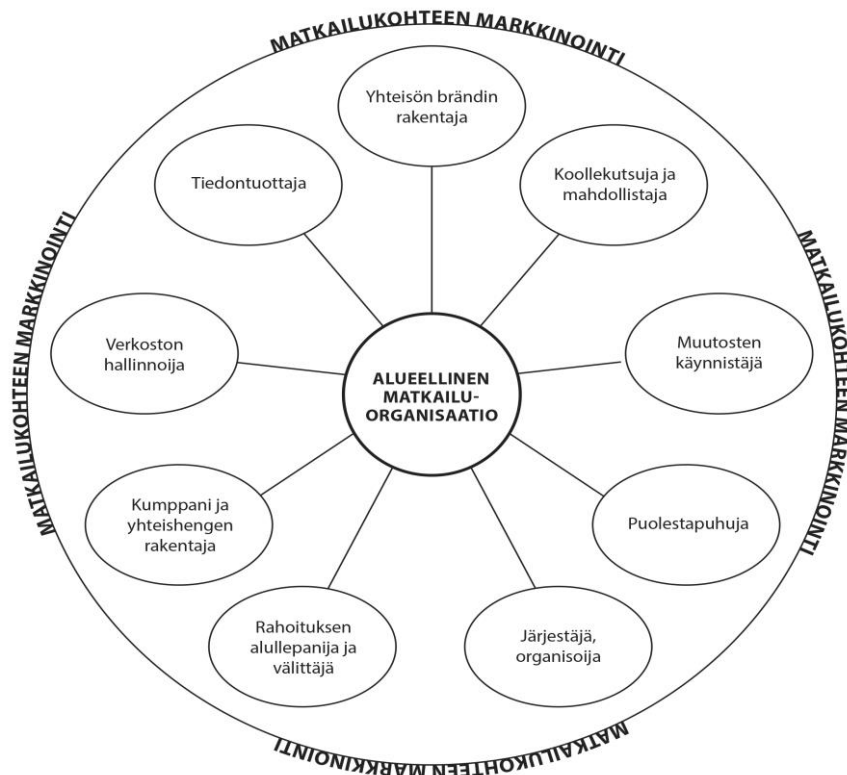 MATKAILUKOHTEEN MARKKINOINTI
Yhteisön brändin
rakentaja
Koollekutsuja ja
mahdollistaja
MATKAILUKOHTEEN MARKKINOINTI
Muutosten
käynnistäjä
Puolestapuhuja
Järjestäjä,
organisoija
MATKAILUKOHTEEN MARKKINOINTI
Rahoituksen
alullepanija ja
välittäjä
Kumppani ja
yhteishengen
rakentaja
Verkoston
hallinnoija
MATKAILUKOHTEEN MARKKINOINTI
Tiedontuottaja
ALUEELLINEN
MATKAILU-
ORGANISAATIO